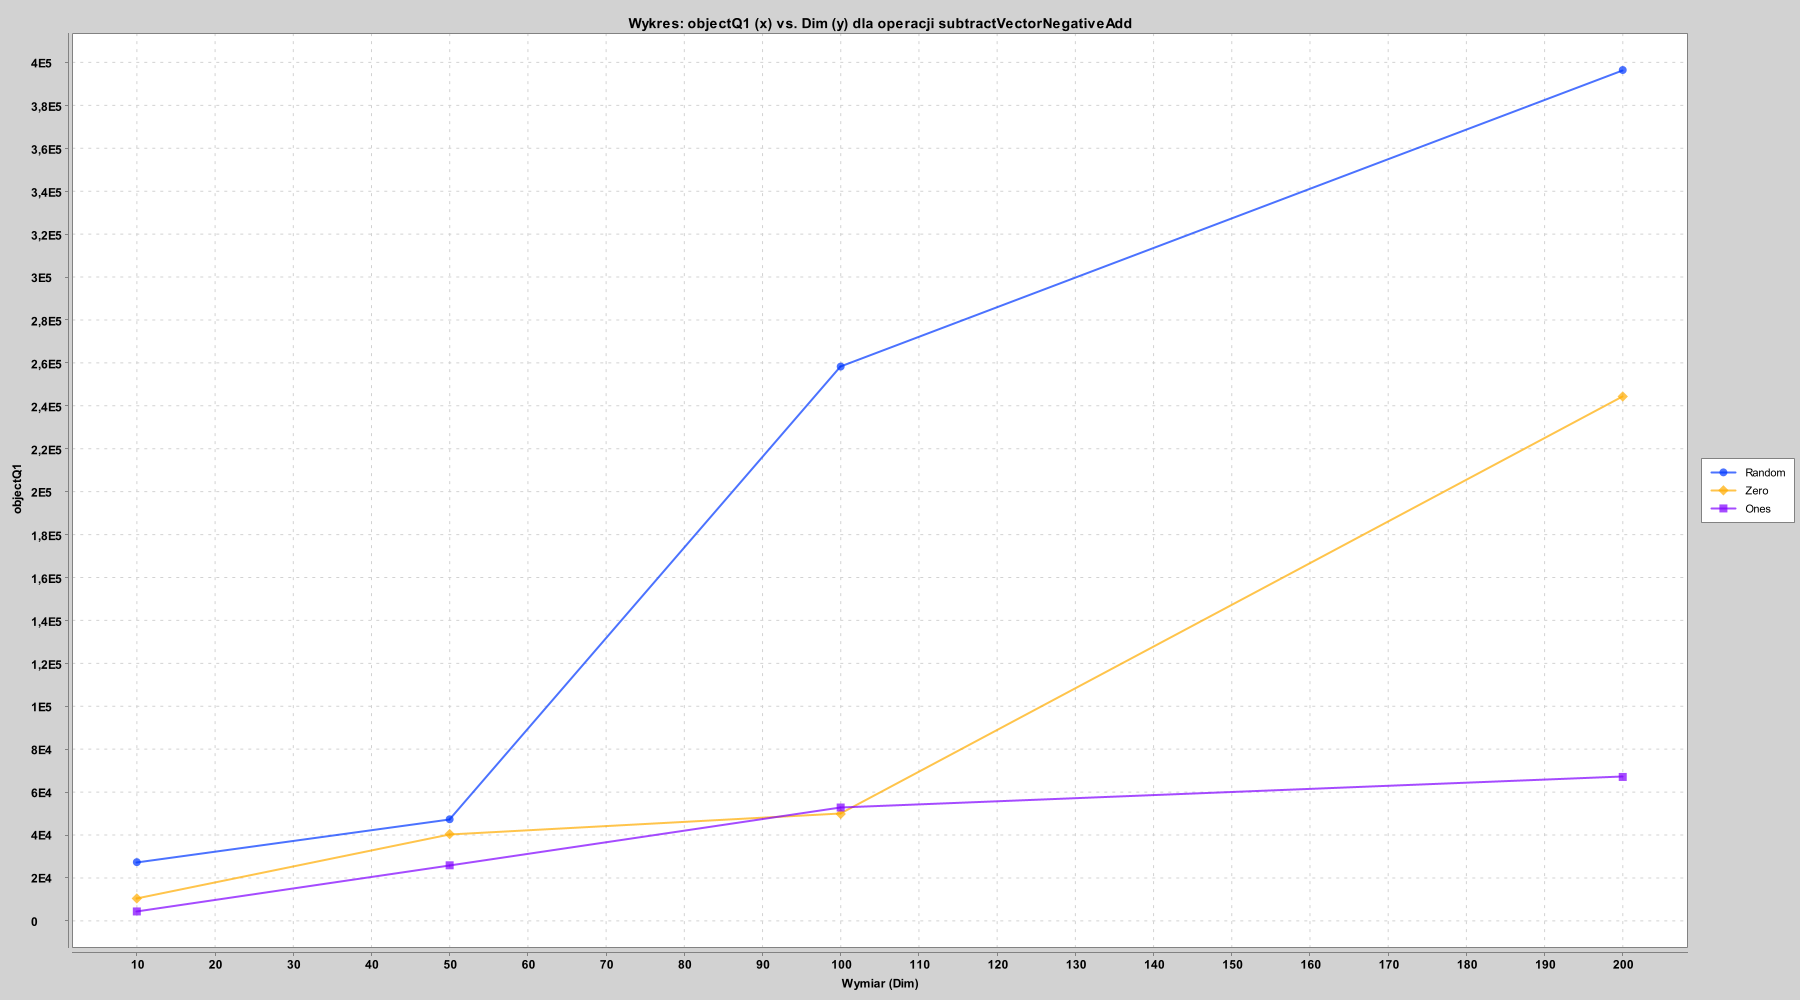 Wykres: objectQ1 (x) vs. Dim (y) dla operacji subtractVectorNegativeAdd
4E5
3,8E5
3,6E5
3,4E5
3,2E5
3E5
2,8E5
2,6E5
2,4E5
2,2E5
2E5
1,8E5
1,6E5
1,4E5
1,2E5
1E5
8E4
6E4
4E4
2E4
0
objectQ1
10 20 30 40 50 60 70 80 90 100 110 120 130 140 150 160 170 180 190 200
Wymiar (Dim)
Random
Zero
Ones